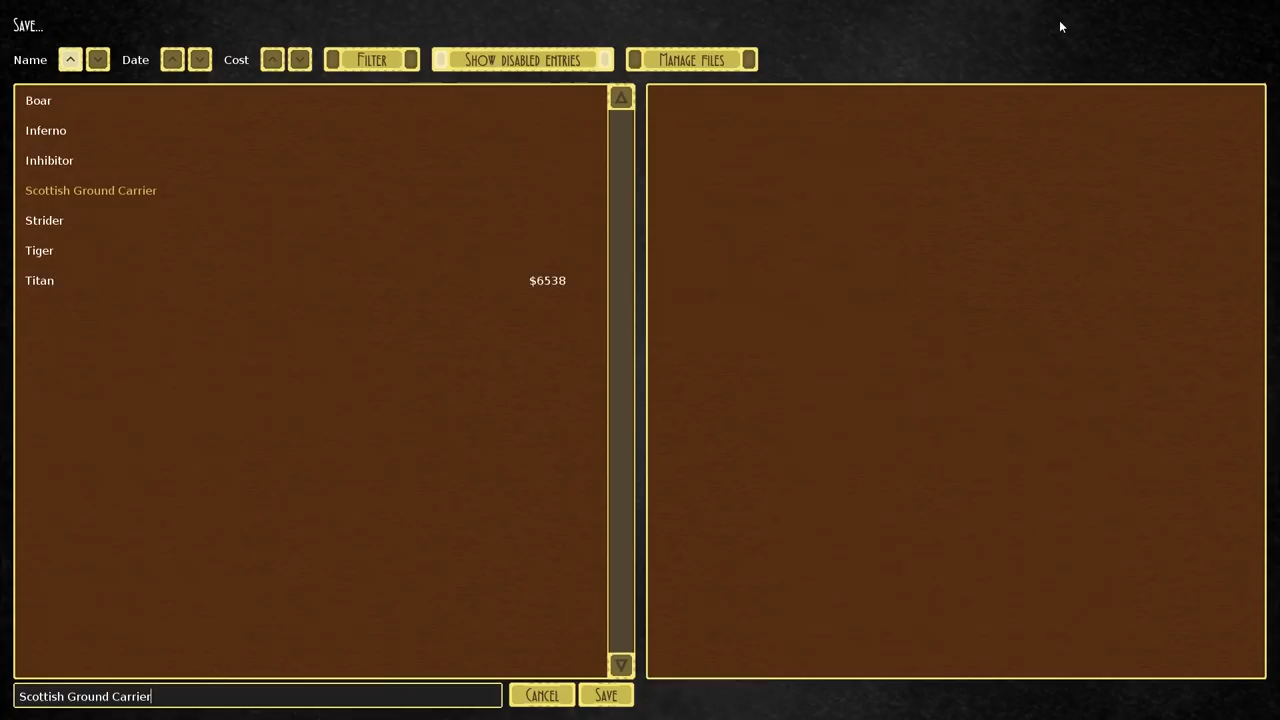 Save...
Name Date Cost Filter Show disabled entries Manage files
Boar
Inferno
Inhibitor
Scottish Ground Carrier
Strider
Tiger
Titan $6538
Scottish Ground Carrier Cancel Save